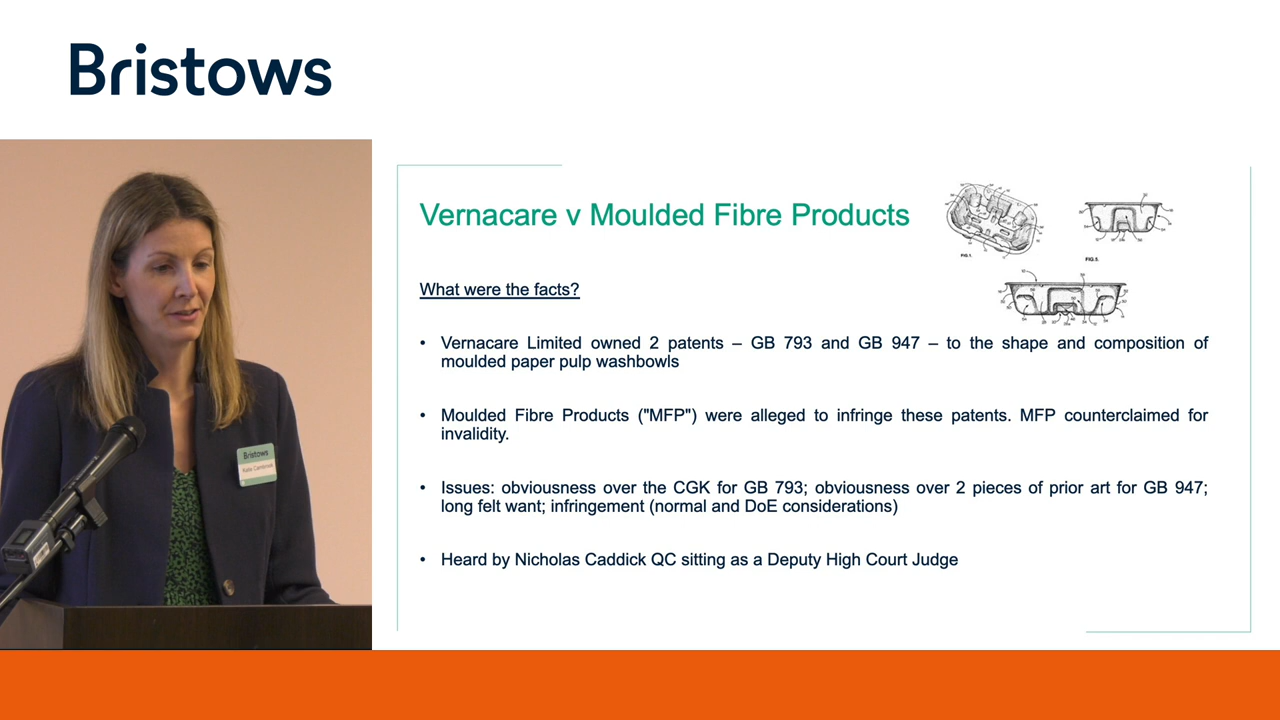 Bristows
Vernacare v Moulded Fibre Products
FIG.1.
FIG.5.
What were the facts?
• Vernacare Limited owned 2 patents – GB 793 and GB 947 – to the shape and composition of
moulded paper pulp washbowls
• Moulded Fibre Products ("MFP") were alleged to infringe these patents. MFP counterclaimed for
invalidity.
• Issues: obviousness over the CGK for GB 793; obviousness over 2 pieces of prior art for GB 947;
long felt want; infringement (normal and DoE considerations)
• Heard by Nicholas Caddick QC sitting as a Deputy High Court Judge
Bristows